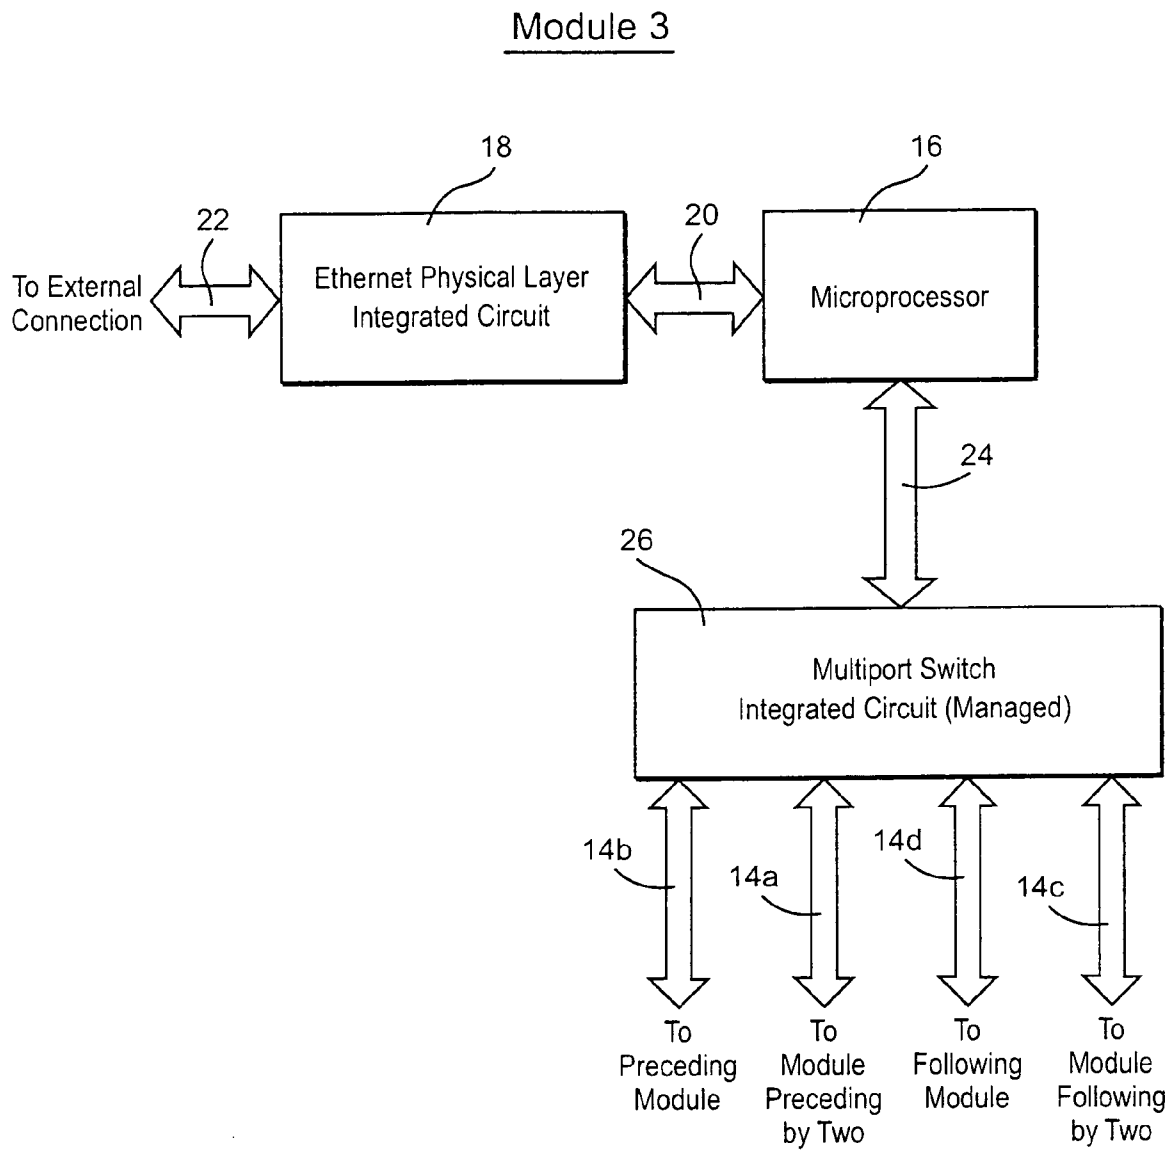 Module 3
18
16
22
20
To External
Connection
Ethernet Physical Layer
Integrated Circuit
Microprocessor
24
26
Multiport Switch
Integrated Circuit (Managed)
14b
14a
14d
14c
To
Preceding
Module
To
Module
Preceding
by Two
To
Following
Module
To
Module
Following
by Two